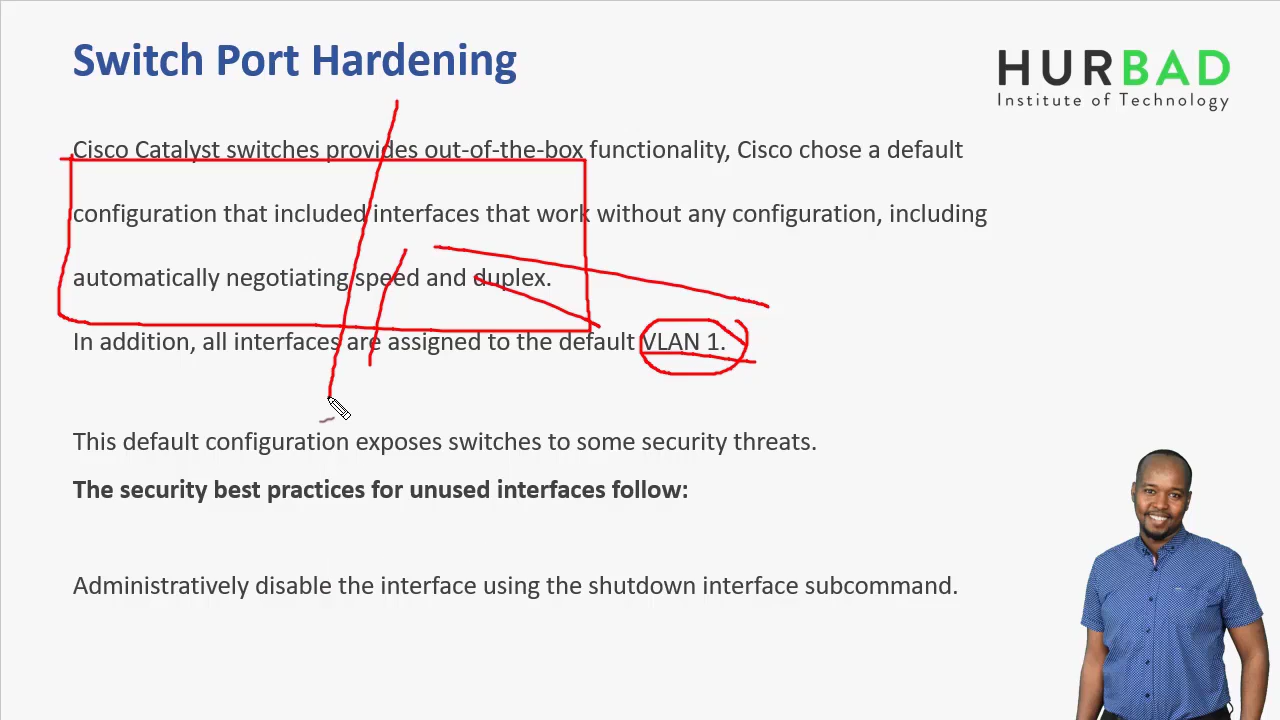 Switch Port Hardening
HURBAD
Institute of Technology
Cisco Catalyst switches provides out-of-the-box functionality, Cisco chose a default
configuration that included interfaces that work without any configuration, including
automatically negotiating speed and duplex.
In addition, all interfaces are assigned to the default VLAN 1.
This default configuration exposes switches to some security threats.
The security best practices for unused interfaces follow:
Administratively disable the interface using the shutdown interface subcommand.